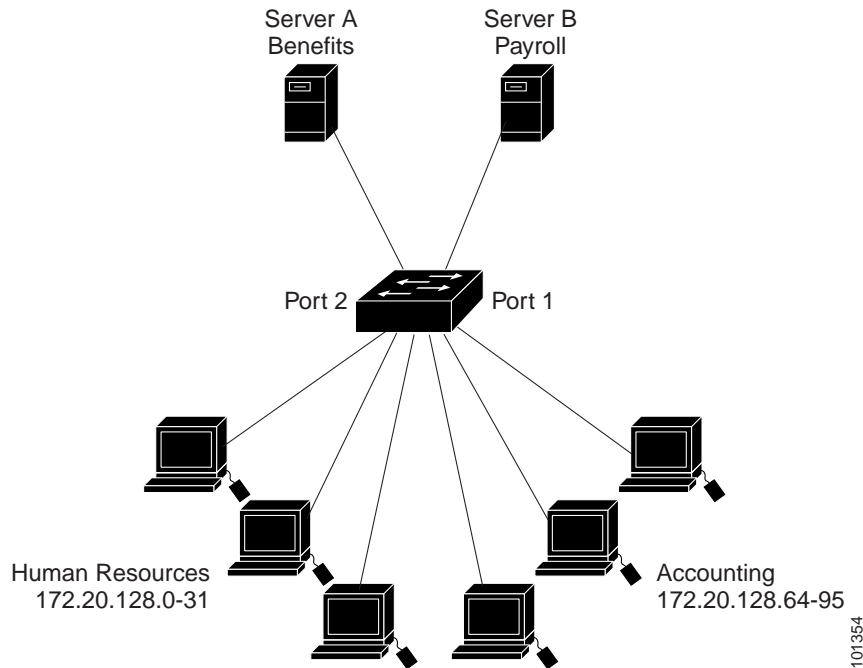 Server A
Benefits
Server B
Payroll
Port 2
Port 1
Human Resources
172.20.128.0-31
Accounting
172.20.128.64-95
101354